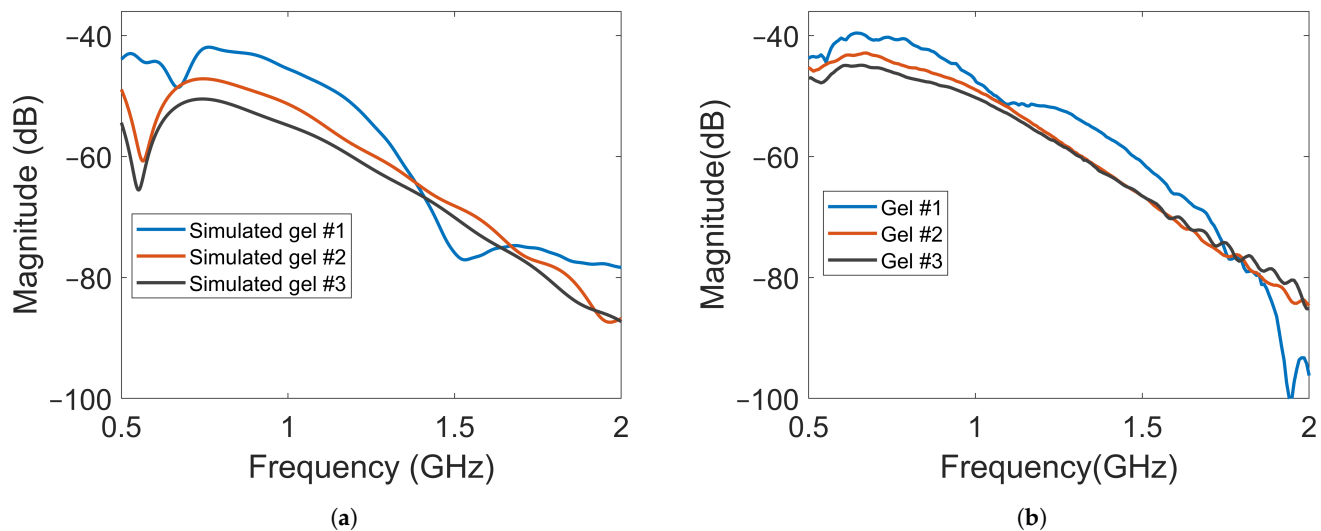 −40
−60
−80
−100
0.5
1
1.5
2
Magnitude (dB)
Frequency (GHz)
Simulated gel #1
Simulated gel #2
Simulated gel #3
(a)
−40
−60
−80
−100
0.5
1
1.5
2
Magnitude(dB)
Frequency(GHz)
Gel #1
Gel #2
Gel #3
(b)